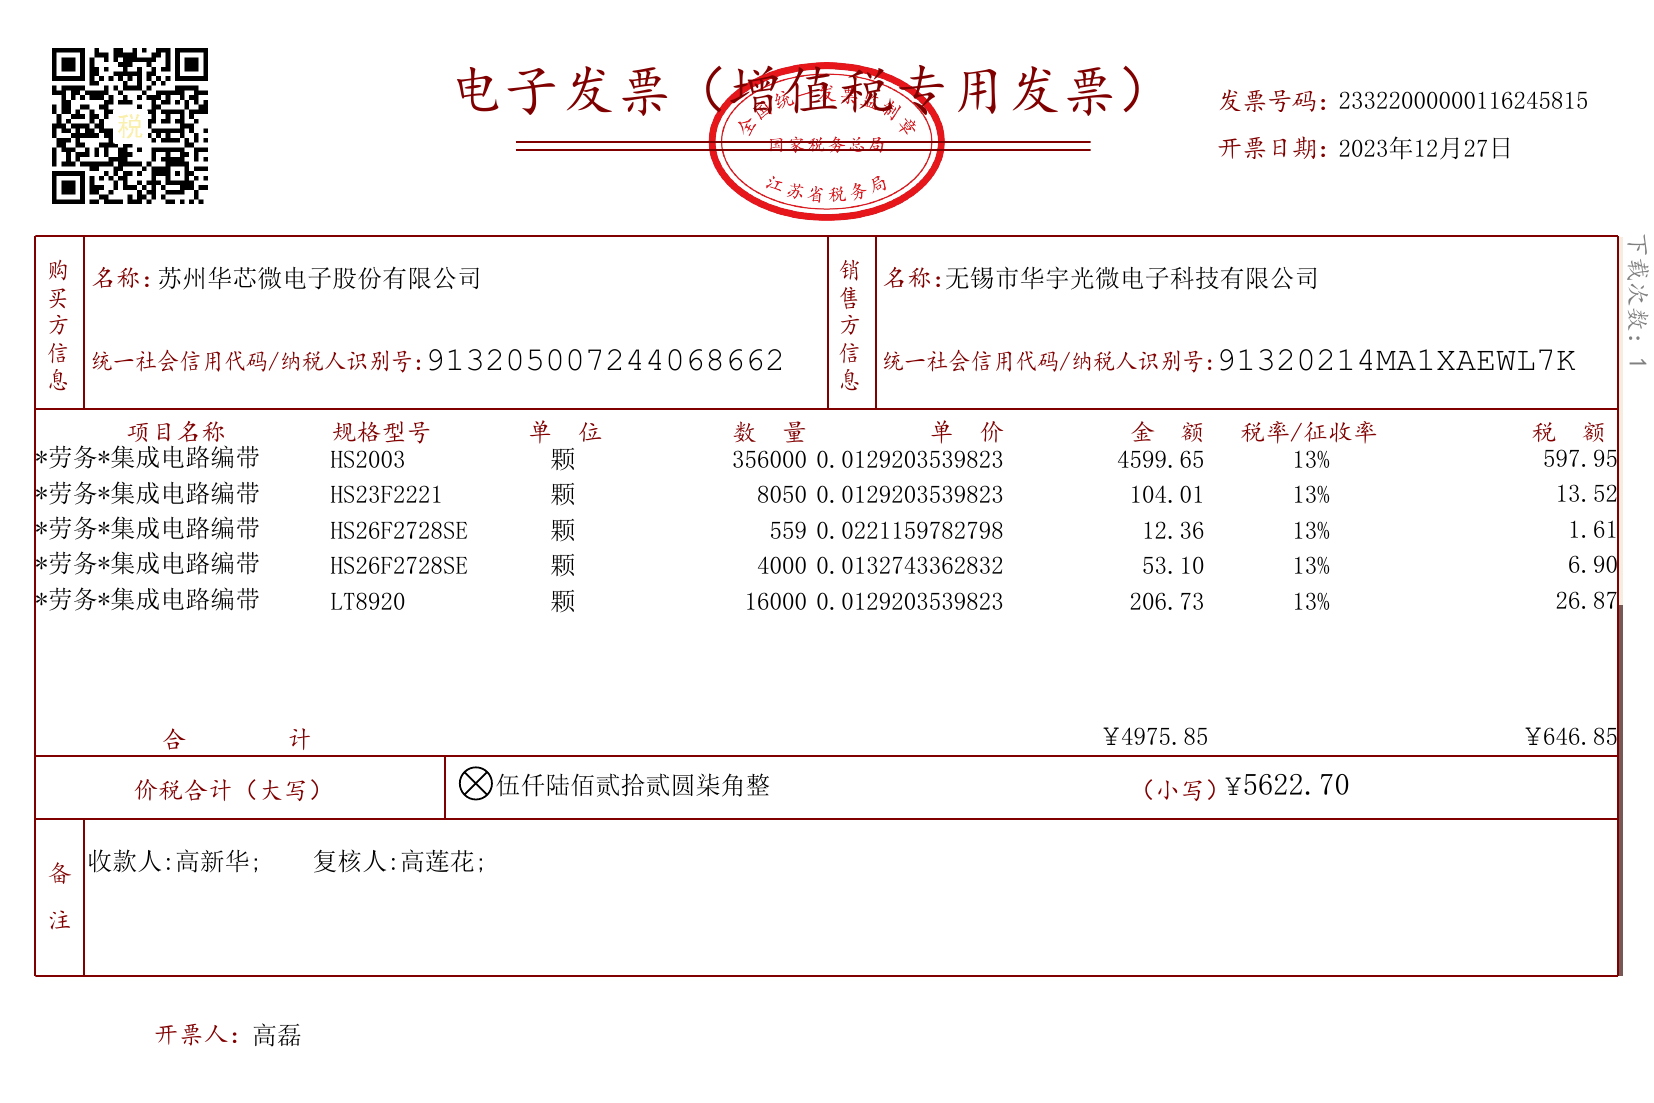 电子发票（增值税专用发票）
税
全国统一发票监制章
国家税务总局
江苏省税务局
发票号码：23322000000116245815
开票日期：2023年12月27日
下载次数：1
购买方信息
名称：苏州华芯微电子股份有限公司
统一社会信用代码/纳税人识别号：913205007244068662
销售方信息
名称：无锡市华宇光微电子科技有限公司
统一社会信用代码/纳税人识别号：91320214MA1XAEWL7K
项目名称 规格型号 单位 数量 单价 金额 税率/征收率 税额
*劳务*集成电路编带 HS2003 颗 356000 0.0129203539823 4599.65 13% 597.95
*劳务*集成电路编带 HS23F2221 颗 8050 0.0129203539823 104.01 13% 13.52
*劳务*集成电路编带 HS26F2728SE 颗 559 0.0221159782798 12.36 13% 1.61
*劳务*集成电路编带 HS26F2728SE 颗 4000 0.0132743362832 53.10 13% 6.90
*劳务*集成电路编带 LT8920 颗 16000 0.0129203539823 206.73 13% 26.87
合计 ¥4975.85 ¥646.85
价税合计（大写） 伍仟陆佰贰拾贰圆柒角整 （小写）¥5622.70
备注
收款人:高新华; 复核人:高莲花;
开票人：高磊